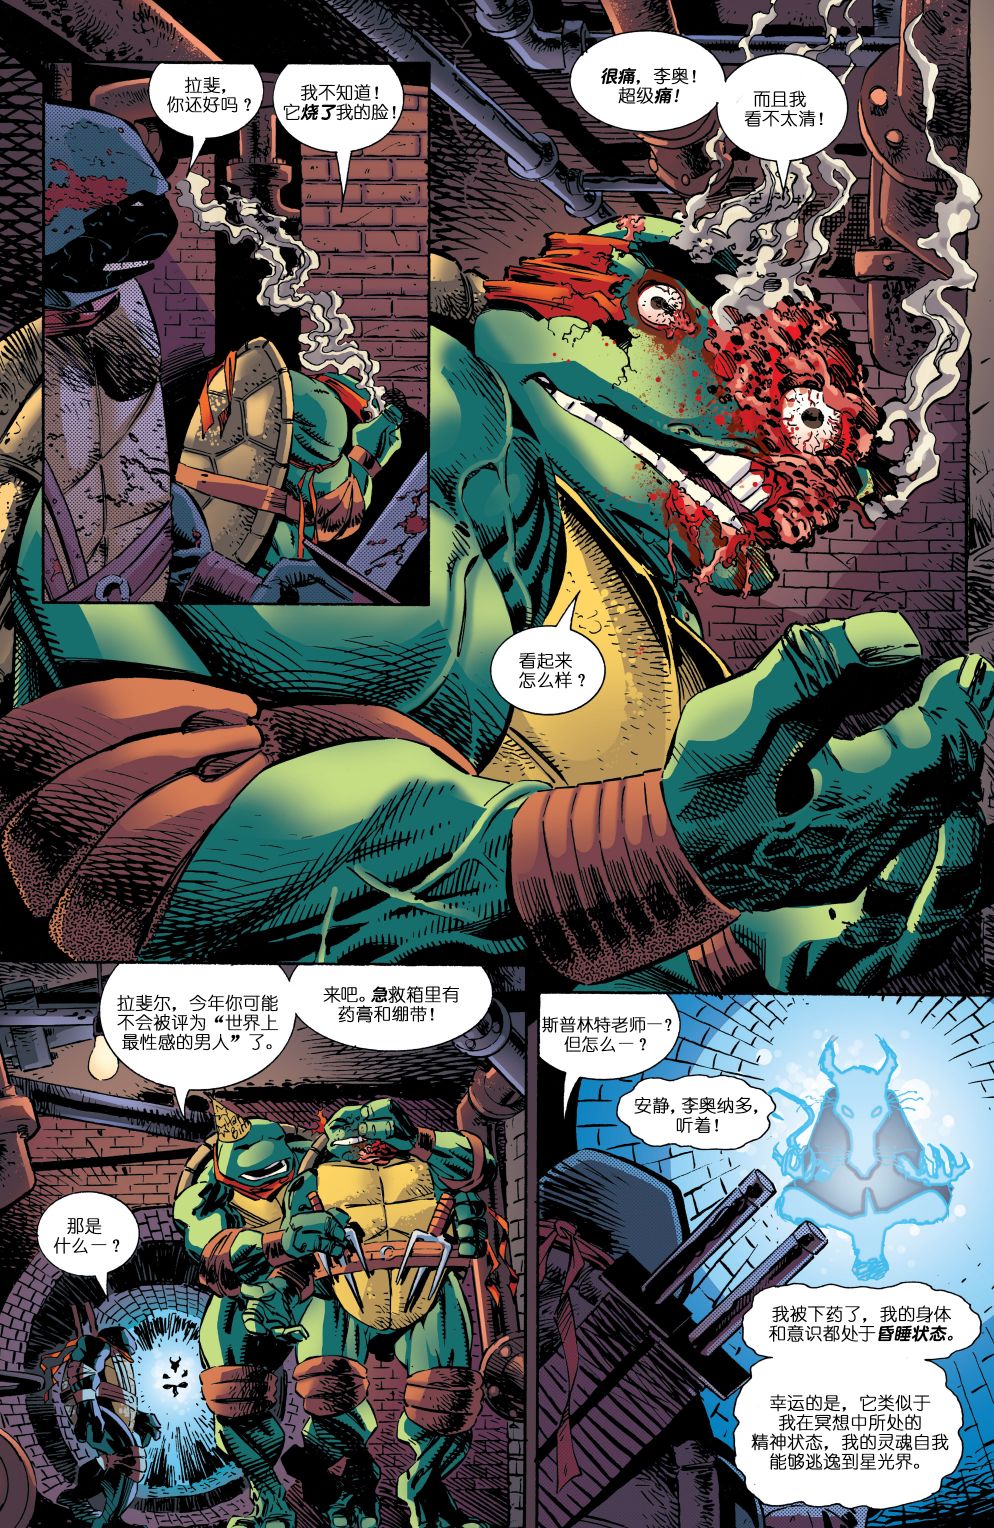 拉斐，
你还好吗？
我不知道！
它烧了我的脸！
很痛，李奥！
超级痛！
而且我
看不太清！
看起来
怎么样？
拉斐尔，今年你可能
不会被评为“世界上
最性感的男人”了。
来吧。急救箱里有
药膏和绷带！
那是
什么—？
斯普林特老师—？
但怎么—？
安静，李奥纳多，
听着！
我被下药了，我的身体
和意识都处于昏睡状态。
幸运的是，它类似于
我在冥想中所处的
精神状态，我的灵魂自我
能够逃逸到星光界。